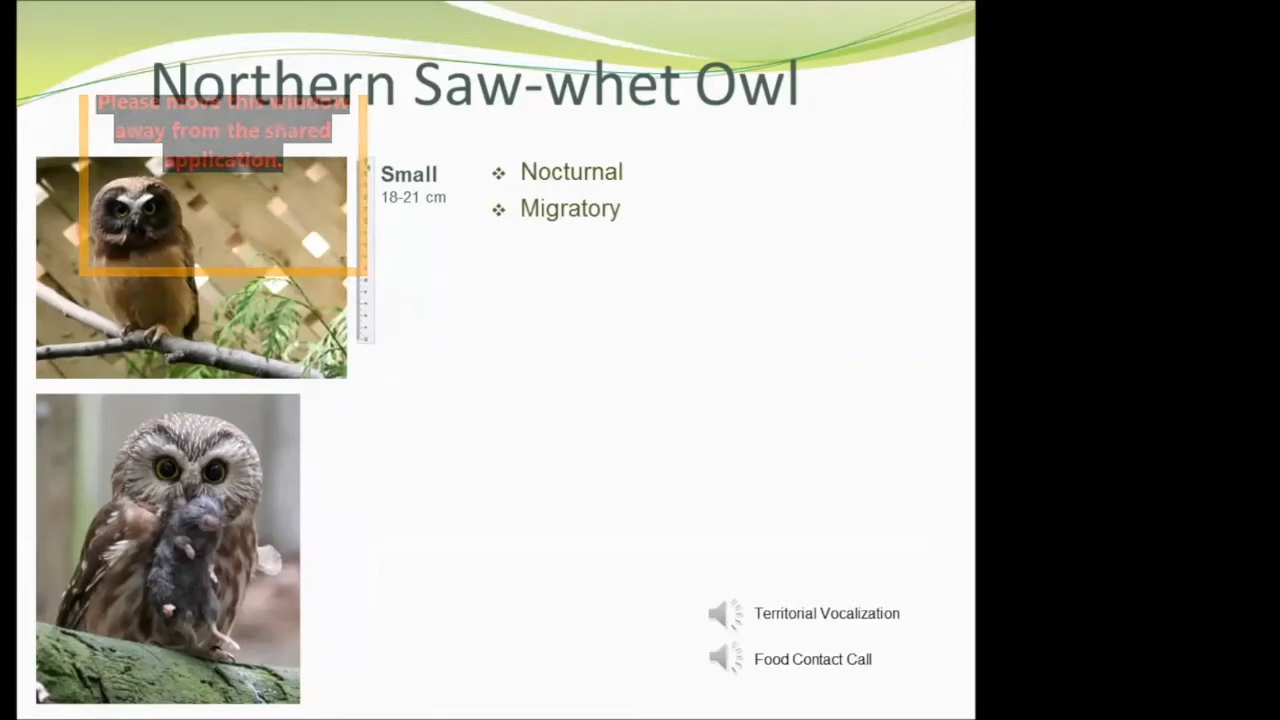 Northern Saw-whet Owl
Please move this window
away from the shared
application.
Small
18-21 cm
❖ Nocturnal
❖ Migratory
Territorial Vocalization
Food Contact Call